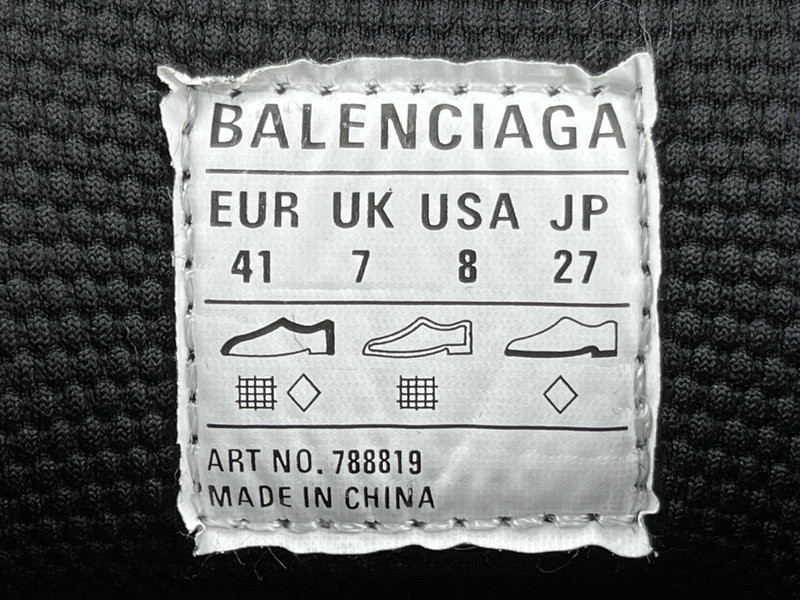 BALENCIAGA
EUR UK USA JP
41 7 8 27
ART NO. 788819
MADE IN CHINA